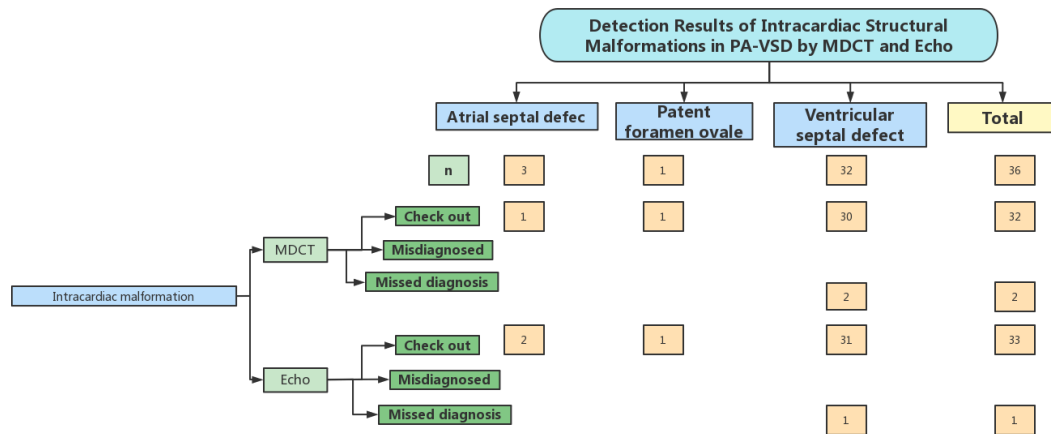 Detection Results of Intracardiac Structural
Malformations in PA-VSD by MDCT and Echo
Atrial septal defec
Patent
foramen ovale
Ventricular
septal defect
Total
n
3
1
32
36
Check out
1
1
30
32
MDCT
Misdiagnosed
Missed diagnosis
2
2
Intracardiac malformation
Check out
2
1
31
33
Echo
Misdiagnosed
Missed diagnosis
1
1